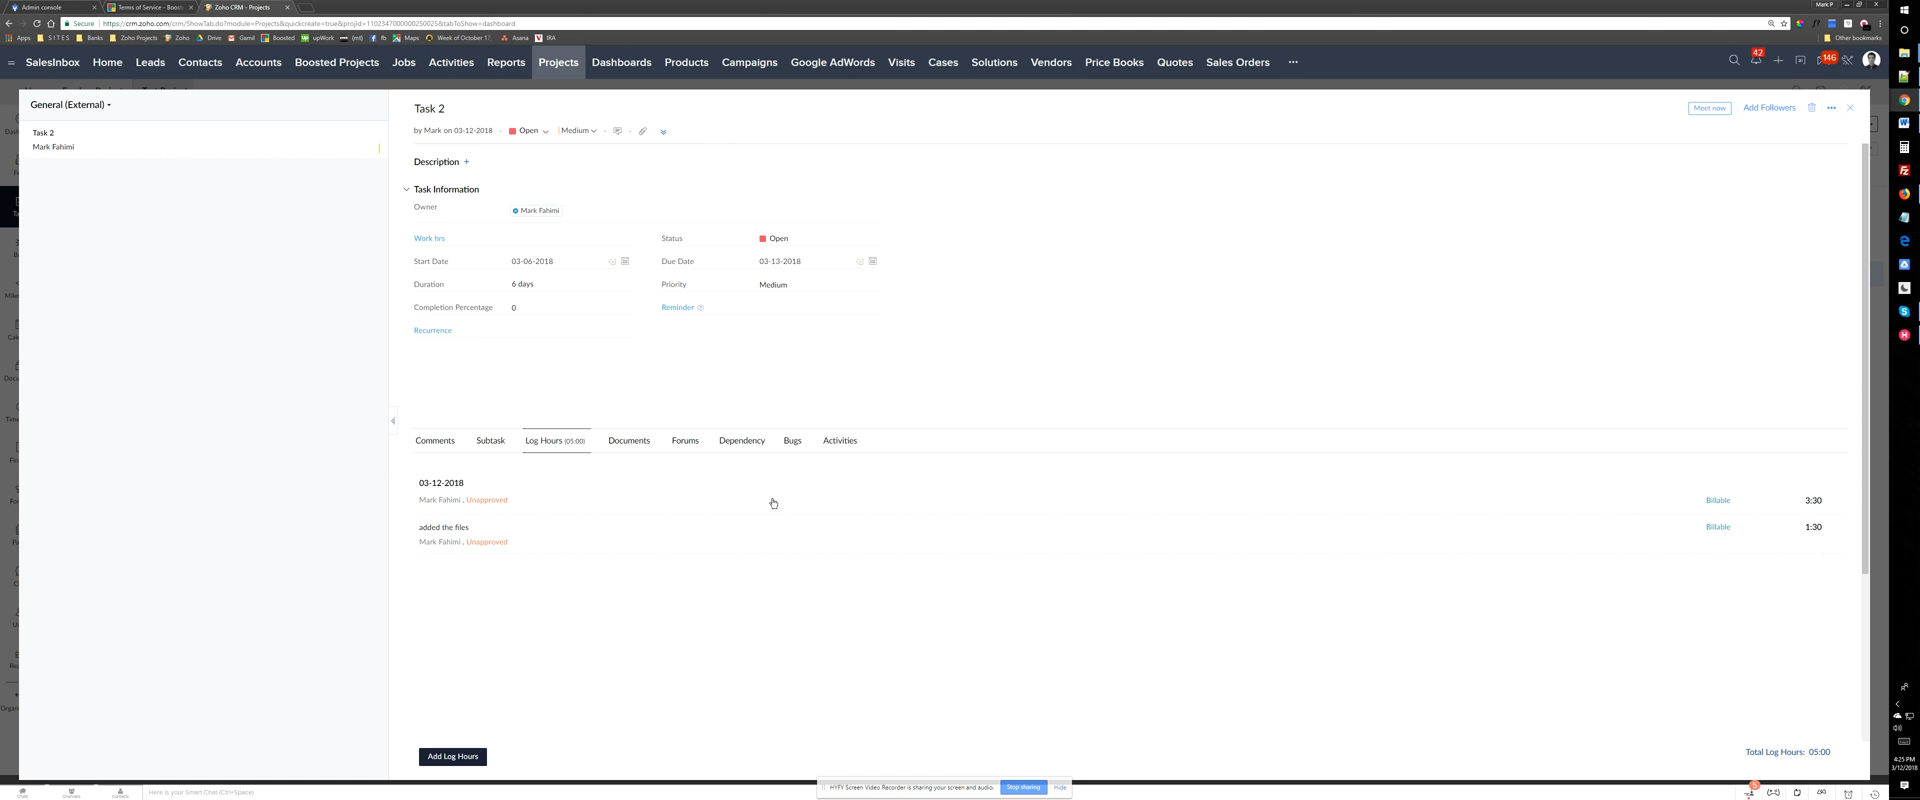 Mark P
Admin console
Terms of Service - Boost
Zoho CRM - Projects
Secure https://crm.zoho.com/crm/ShowTab.do?module=Projects&quickcreate=true&projId=1102347000000250025&tabToShow=dashboard
Apps SITES Banks Zoho Projects Zoho Drive Gamil Boosted upWork (mt) fb Maps Week of October 17, Asana IRA Other bookmarks
SalesInbox Home Leads Contacts Accounts Boosted Projects Jobs Activities Reports Projects Dashboards Products Campaigns Google AdWords Visits Cases Solutions Vendors Price Books Quotes Sales Orders 42 146
General (External)
Task 2
Mark Fahimi
Task 2
Meet now Add Followers
by Mark on 03-12-2018 Open Medium
Description +
Task Information
Owner Mark Fahimi
Work hrs Status Open
Start Date 03-06-2018 Due Date 03-13-2018
Duration 6 days Priority Medium
Completion Percentage 0 Reminder
Recurrence
Comments Subtask Log Hours (05:00) Documents Forums Dependency Bugs Activities
03-12-2018
Mark Fahimi , Unapproved Billable 3:30
added the files Billable 1:30
Mark Fahimi , Unapproved
Add Log Hours Total Log Hours: 05:00
HYFY Screen Video Recorder is sharing your screen and audio. Stop sharing Hide
Chats Channels Contacts Here is your Smart Chat (Ctrl+Space)
4:25 PM
3/12/2018